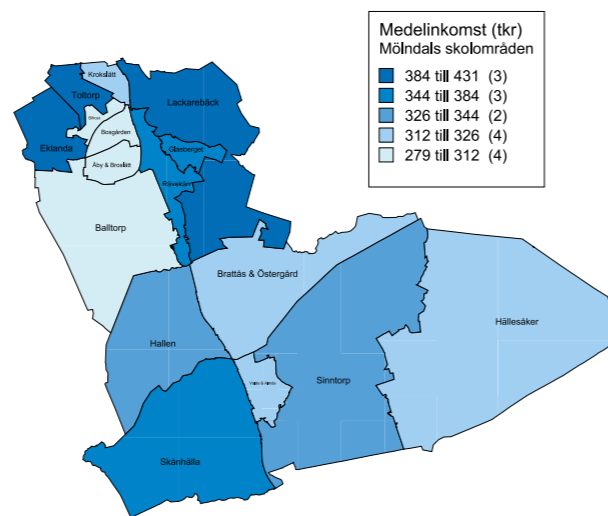 Medelinkomst (tkr)
Mölndals skolområden
384 till 431 (3)
344 till 384 (3)
326 till 344 (2)
312 till 326 (4)
279 till 312 (4)
Krokslätt
Toltorp
Lackarebäck
Bosgården
Eklanda
Glasberget
Åby & Broslätt
Rävekärr
Balltorp
Brattås & Östergård
Hällesåker
Hallen
Sinntorp
Skånhälla